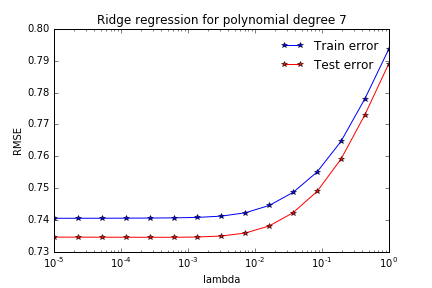 Ridge regression for polynomial degree 7
0.80
0.79
0.78
0.77
0.76
0.75
0.74
0.73
RMSE
Train error
Test error
10^-5
10^-4
10^-3
10^-2
10^-1
10^0
lambda